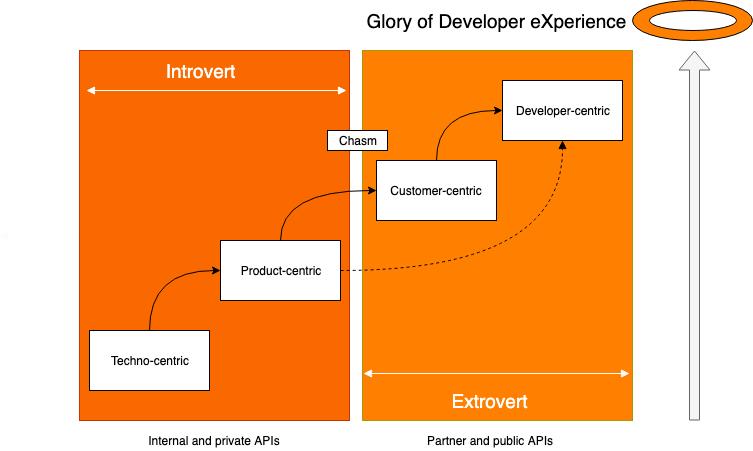 Glory of Developer eXperience
Introvert
Developer-centric
Chasm
Customer-centric
Product-centric
Techno-centric
Extrovert
Internal and private APIs
Partner and public APIs